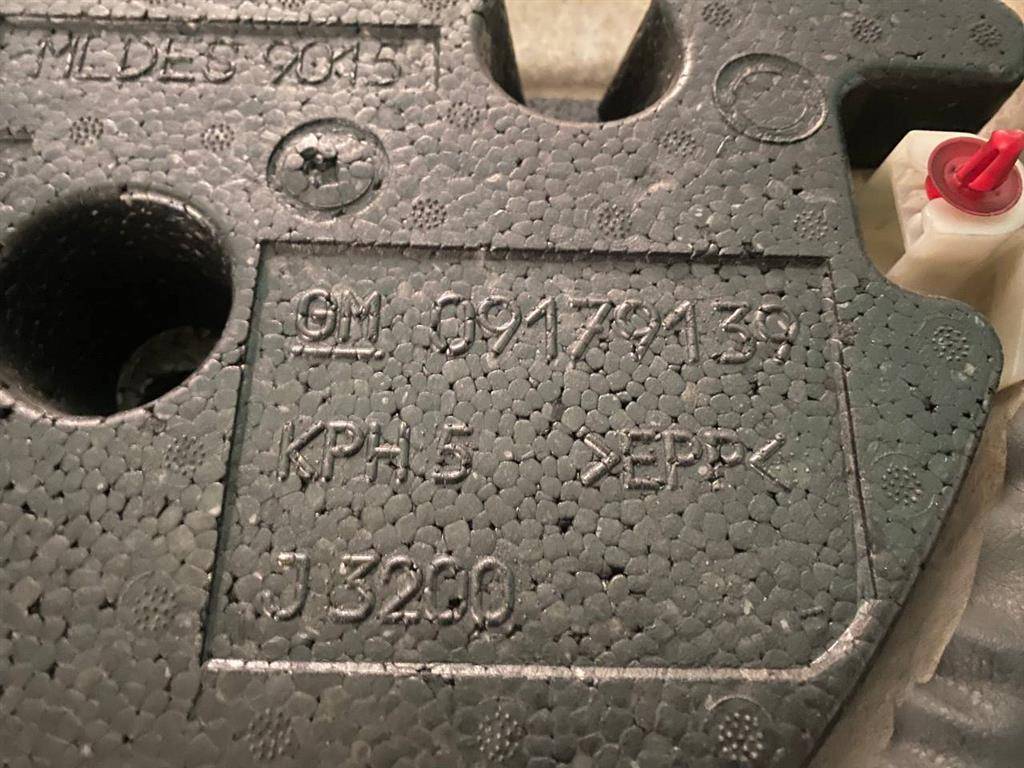 MLDES 9015
GM 09179139
KPH 5 >EPP<
J 3200